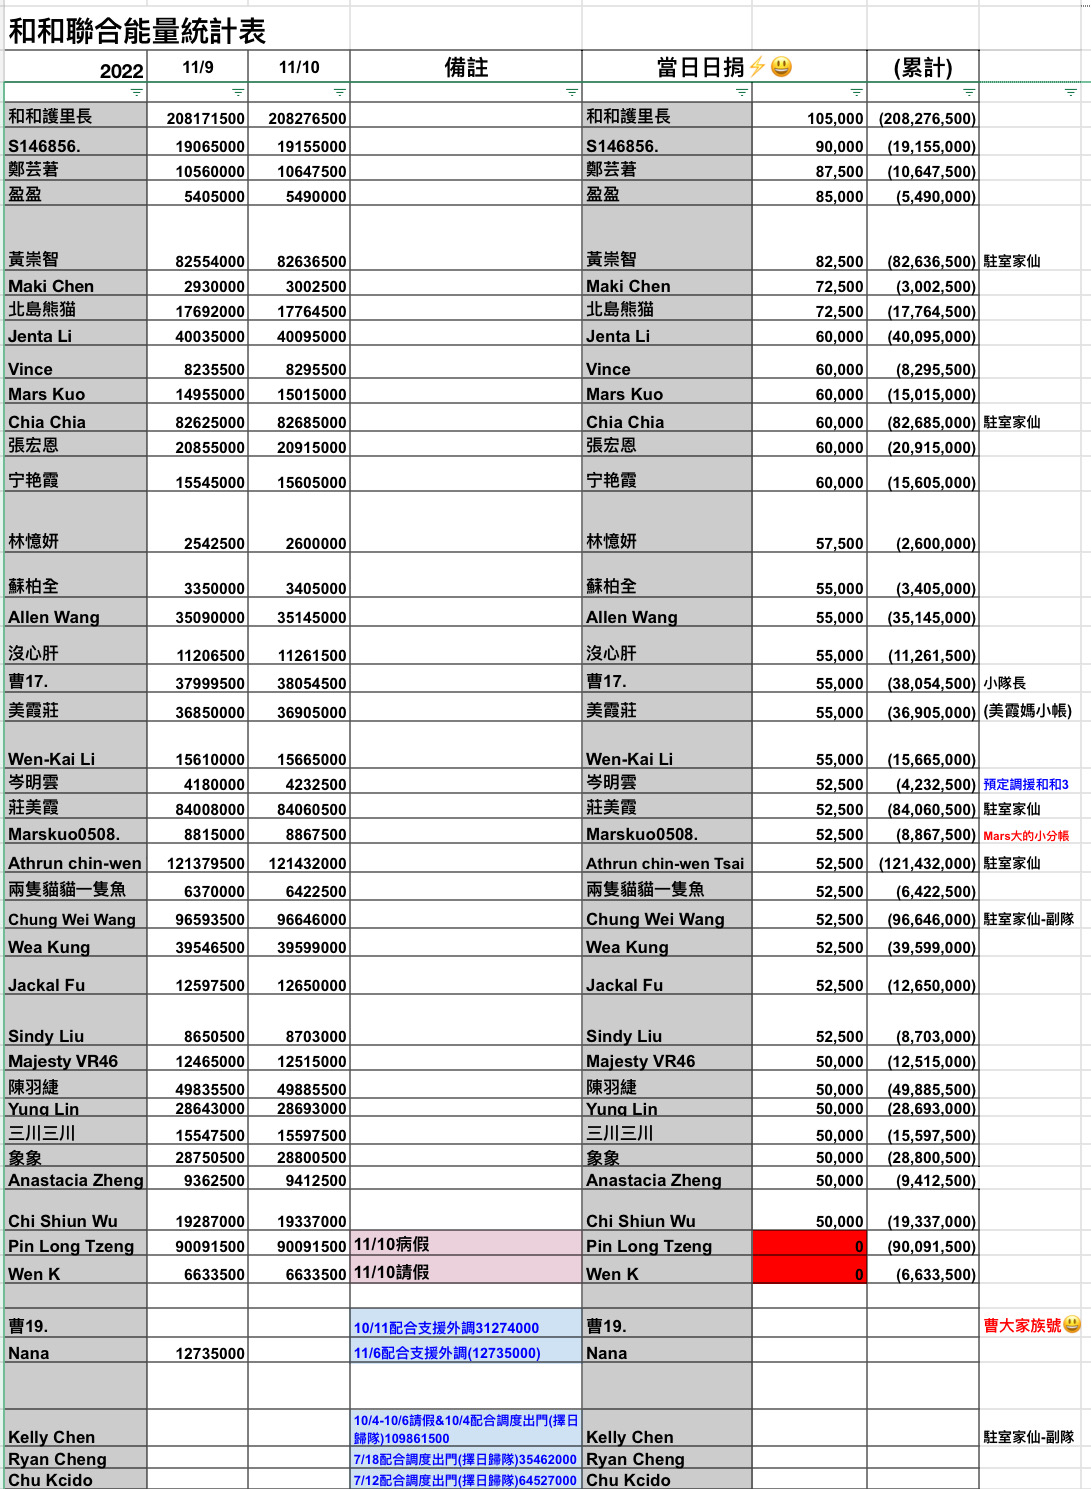 和和聯合能量統計表
2022 11/9 11/10 備註 當日日捐⚡😃 (累計)
和和護里長 208171500 208276500 和和護里長 105,000 (208,276,500)
S146856. 19065000 19155000 S146856. 90,000 (19,155,000)
鄭芸著 10560000 10647500 鄭芸著 87,500 (10,647,500)
盈盈 5405000 5490000 盈盈 85,000 (5,490,000)
黃崇智 82554000 82636500 黃崇智 82,500 (82,636,500) 駐室家仙
Maki Chen 2930000 3002500 Maki Chen 72,500 (3,002,500)
北島熊猫 17692000 17764500 北島熊猫 72,500 (17,764,500)
Jenta Li 40035000 40095000 Jenta Li 60,000 (40,095,000)
Vince 8235500 8295500 Vince 60,000 (8,295,500)
Mars Kuo 14955000 15015000 Mars Kuo 60,000 (15,015,000)
Chia Chia 82625000 82685000 Chia Chia 60,000 (82,685,000) 駐室家仙
張宏恩 20855000 20915000 張宏恩 60,000 (20,915,000)
宁艳霞 15545000 15605000 宁艳霞 60,000 (15,605,000)
林憶妍 2542500 2600000 林憶妍 57,500 (2,600,000)
蘇柏全 3350000 3405000 蘇柏全 55,000 (3,405,000)
Allen Wang 35090000 35145000 Allen Wang 55,000 (35,145,000)
沒心肝 11206500 11261500 沒心肝 55,000 (11,261,500)
曹17. 37999500 38054500 曹17. 55,000 (38,054,500) 小隊長
美霞莊 36850000 36905000 美霞莊 55,000 (36,905,000) (美霞媽小帳)
Wen-Kai Li 15610000 15665000 Wen-Kai Li 55,000 (15,665,000)
岑明雲 4180000 4232500 岑明雲 52,500 (4,232,500) 預定調援和和3
莊美霞 84008000 84060500 莊美霞 52,500 (84,060,500) 駐室家仙
Marskuo0508. 8815000 8867500 Marskuo0508. 52,500 (8,867,500) Mars大的小分帳
Athrun chin-wen 121379500 121432000 Athrun chin-wen Tsai 52,500 (121,432,000) 駐室家仙
兩隻貓貓一隻魚 6370000 6422500 兩隻貓貓一隻魚 52,500 (6,422,500)
Chung Wei Wang 96593500 96646000 Chung Wei Wang 52,500 (96,646,000) 駐室家仙-副隊
Wea Kung 39546500 39599000 Wea Kung 52,500 (39,599,000)
Jackal Fu 12597500 12650000 Jackal Fu 52,500 (12,650,000)
Sindy Liu 8650500 8703000 Sindy Liu 52,500 (8,703,000)
Majesty VR46 12465000 12515000 Majesty VR46 50,000 (12,515,000)
陳羽緁 49835500 49885500 陳羽緁 50,000 (49,885,500)
Yung Lin 28643000 28693000 Yung Lin 50,000 (28,693,000)
三川三川 15547500 15597500 三川三川 50,000 (15,597,500)
象象 28750500 28800500 象象 50,000 (28,800,500)
Anastacia Zheng 9362500 9412500 Anastacia Zheng 50,000 (9,412,500)
Chi Shiun Wu 19287000 19337000 Chi Shiun Wu 50,000 (19,337,000)
Pin Long Tzeng 90091500 90091500 11/10病假 Pin Long Tzeng 0 (90,091,500)
Wen K 6633500 6633500 11/10請假 Wen K 0 (6,633,500)
曹19. 10/11配合支援外調31274000 曹19. 曹大家族號😃
Nana 12735000 11/6配合支援外調(12735000) Nana
10/4-10/6請假&10/4配合調度出門(擇日
Kelly Chen 歸隊)109861500 Kelly Chen 駐室家仙-副隊
Ryan Cheng 7/18配合調度出門(擇日歸隊)35462000 Ryan Cheng
Chu Kcido 7/12配合調度出門(擇日歸隊)64527000 Chu Kcido